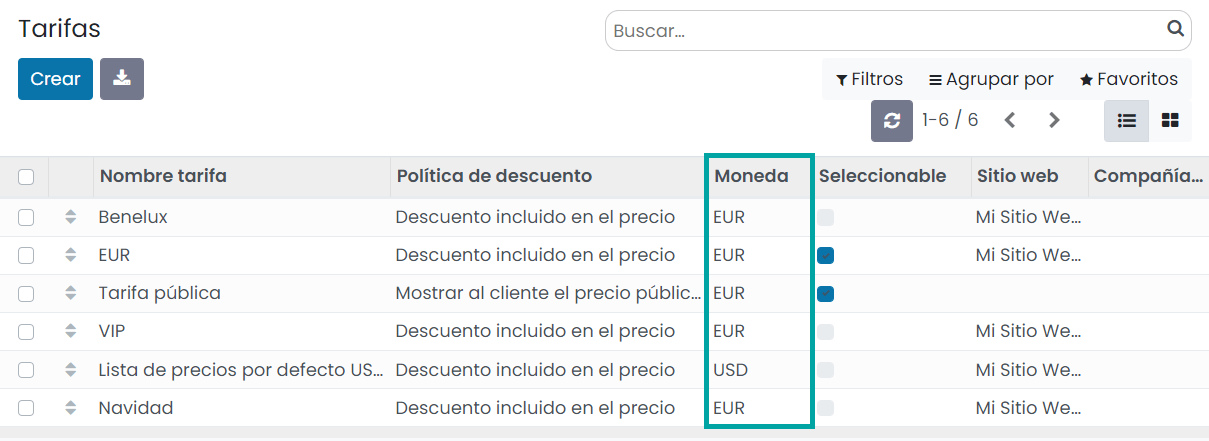 Tarifas
Buscar...
Crear
Filtros Agrupar por Favoritos
1-6 / 6
Nombre tarifa Política de descuento Moneda Seleccionable Sitio web Compañía...
Benelux Descuento incluido en el precio EUR Mi Sitio We...
EUR Descuento incluido en el precio EUR Mi Sitio We...
Tarifa pública Mostrar al cliente el precio públic... EUR
VIP Descuento incluido en el precio EUR Mi Sitio We...
Lista de precios por defecto US... Descuento incluido en el precio USD Mi Sitio We...
Navidad Descuento incluido en el precio EUR Mi Sitio We...